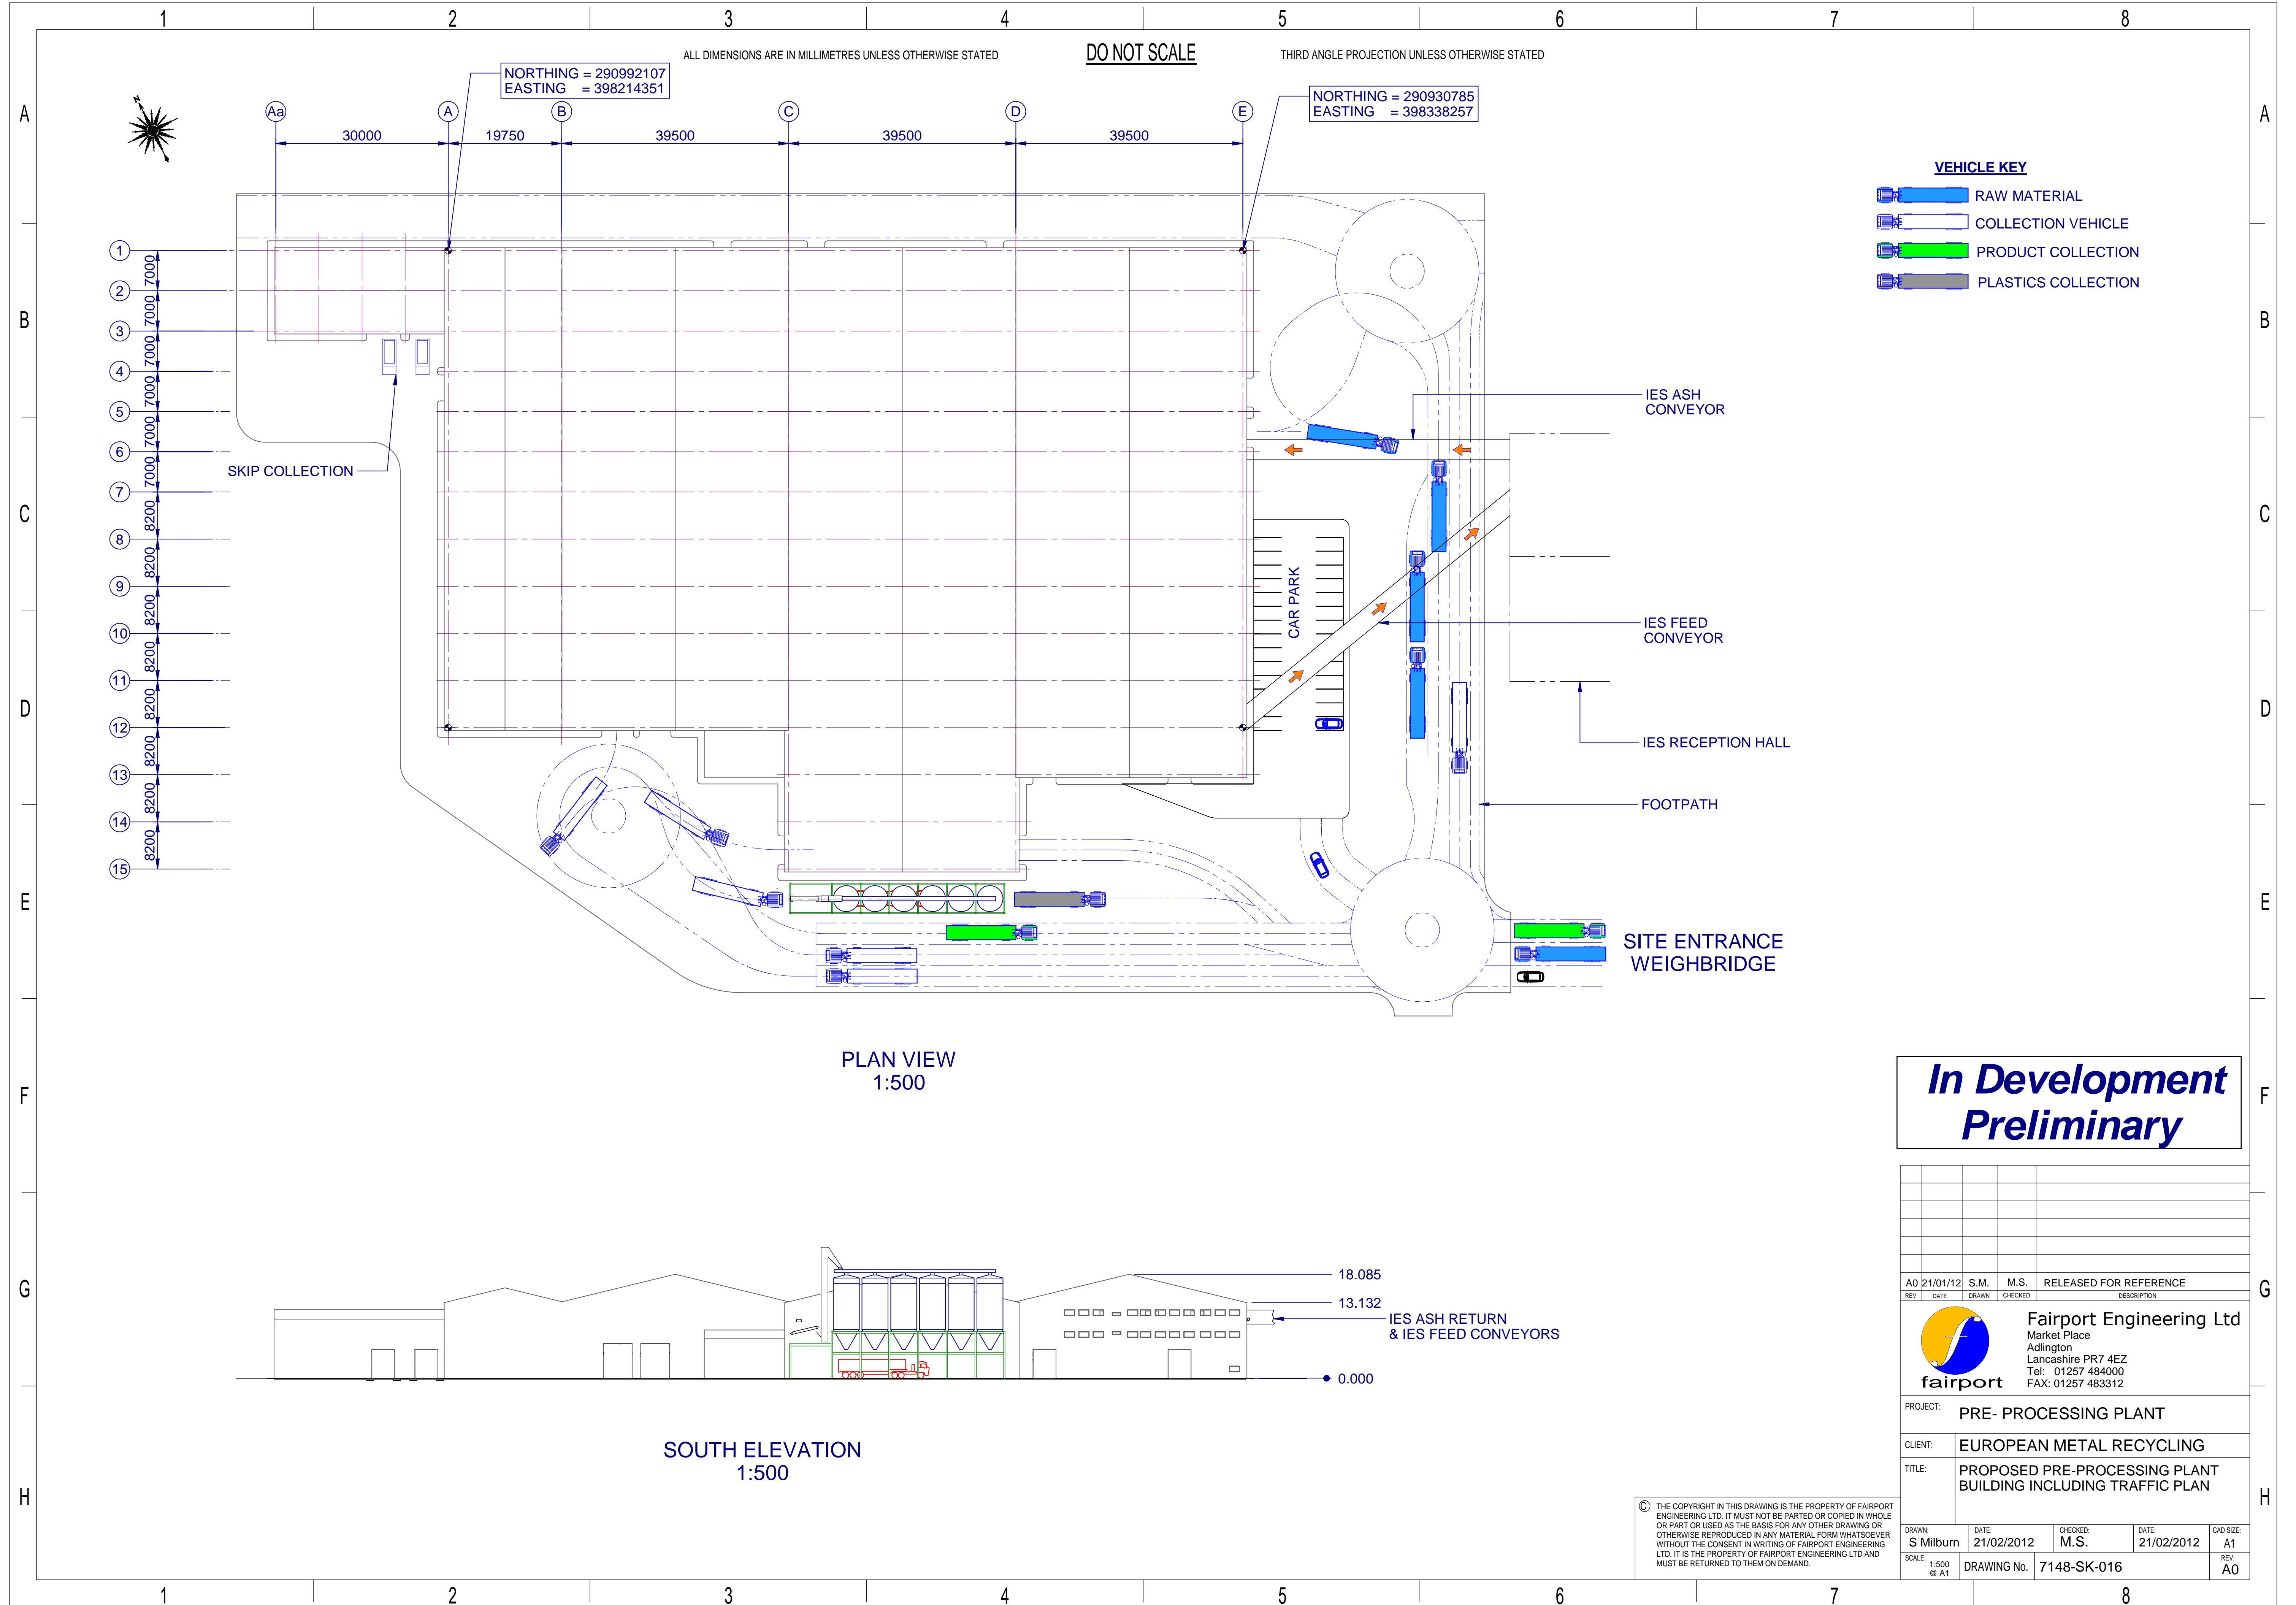 1 2 3 4 5 6 7 8
ALL DIMENSIONS ARE IN MILLIMETRES UNLESS OTHERWISE STATED
DO NOT SCALE
THIRD ANGLE PROJECTION UNLESS OTHERWISE STATED
NORTHING = 290992107
EASTING = 398214351
NORTHING = 290930785
EASTING = 398338257
N
Aa A B C D E
30000 19750 39500 39500 39500
VEHICLE KEY
RAW MATERIAL
COLLECTION VEHICLE
PRODUCT COLLECTION
PLASTICS COLLECTION
A A
B B
C C
D D
E E
F F
G G
H H
1
7000
2
7000
3
7000
4
7000
5
7000
6
7000
7
8200
8
8200
9
8200
10
8200
11
8200
12
8200
13
8200
14
8200
15
SKIP COLLECTION
IES ASH
CONVEYOR
CAR PARK
IES FEED
CONVEYOR
IES RECEPTION HALL
FOOTPATH
SITE ENTRANCE
WEIGHBRIDGE
PLAN VIEW
1:500
18.085
13.132
IES ASH RETURN
& IES FEED CONVEYORS
0.000
SOUTH ELEVATION
1:500
In Development
Preliminary
A0 21/01/12 S.M. M.S. RELEASED FOR REFERENCE
REV DATE DRAWN CHECKED DESCRIPTION
fairport
Fairport Engineering Ltd
Market Place
Adlington
Lancashire PR7 4EZ
Tel: 01257 484000
FAX: 01257 483312
PROJECT: PRE- PROCESSING PLANT
CLIENT: EUROPEAN METAL RECYCLING
TITLE: PROPOSED PRE-PROCESSING PLANT
BUILDING INCLUDING TRAFFIC PLAN
DRAWN: S Milburn
DATE: 21/02/2012
CHECKED: M.S.
DATE: 21/02/2012
CAD SIZE: A1
SCALE: 1:500
@ A1
DRAWING No. 7148-SK-016
REV: A0
© THE COPYRIGHT IN THIS DRAWING IS THE PROPERTY OF FAIRPORT
ENGINEERING LTD. IT MUST NOT BE PARTED OR COPIED IN WHOLE
OR PART OR USED AS THE BASIS FOR ANY OTHER DRAWING OR
OTHERWISE REPRODUCED IN ANY MATERIAL FORM WHATSOEVER
WITHOUT THE CONSENT IN WRITING OF FAIRPORT ENGINEERING
LTD. IT IS THE PROPERTY OF FAIRPORT ENGINEERING LTD AND
MUST BE RETURNED TO THEM ON DEMAND.
1 2 3 4 5 6 7 8